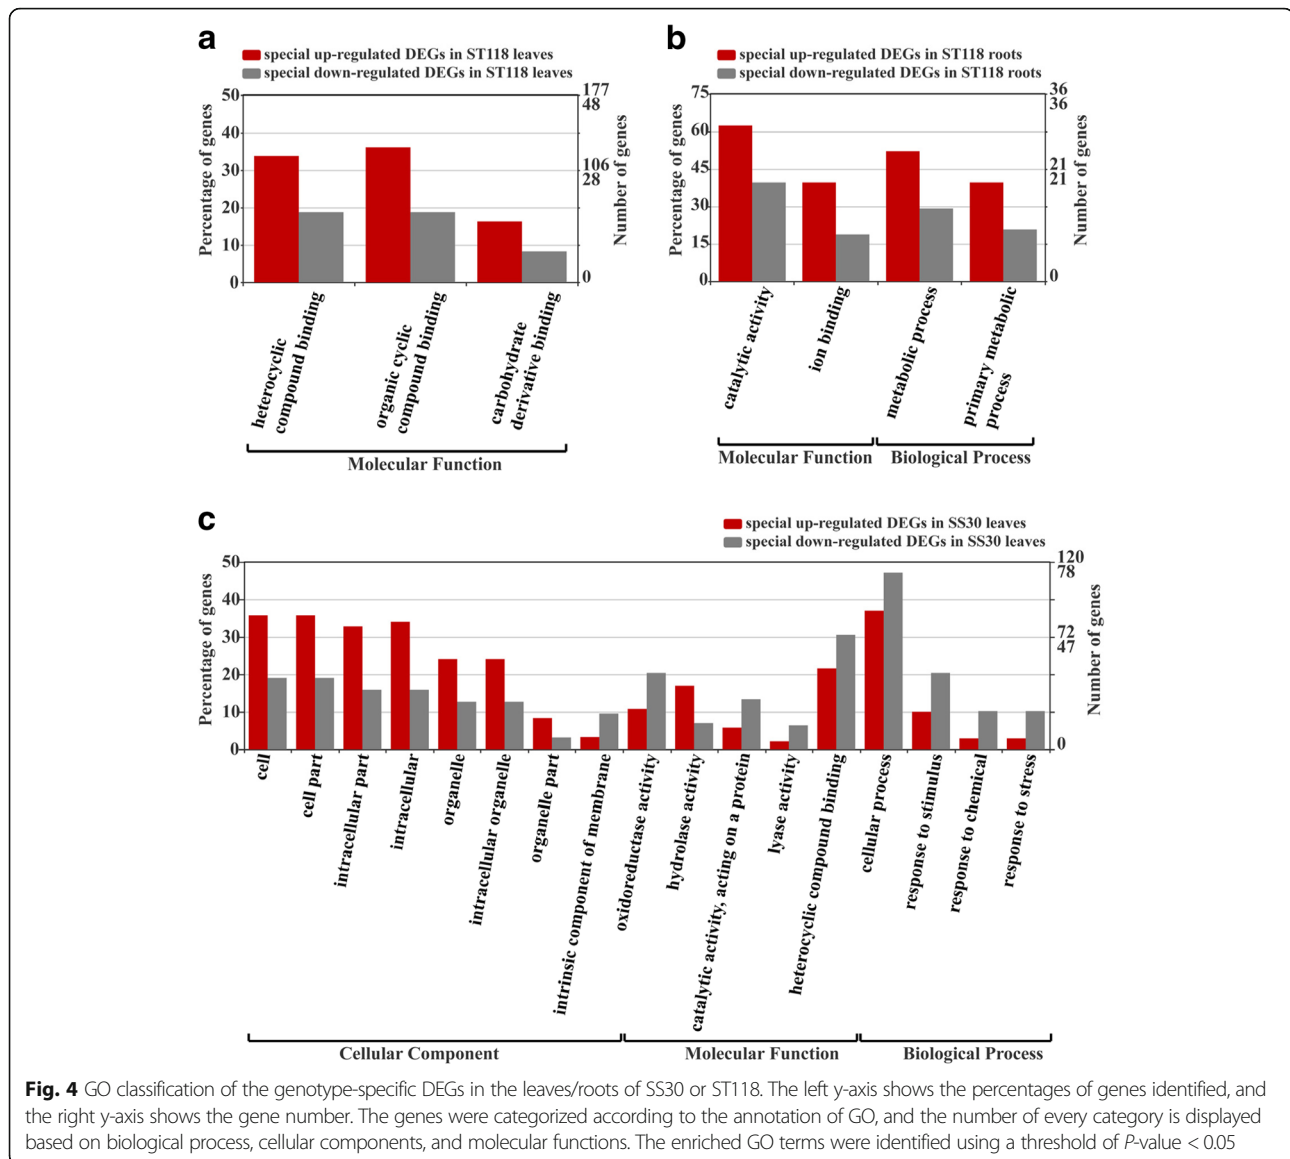 a
special up-regulated DEGs in ST118 leaves
special down-regulated DEGs in ST118 leaves
Percentage of genes
50
40
30
20
10
0
177
48
106
28
0
Number of genes
heterocyclic
compound binding
organic cyclic
compound binding
carbohydrate
derivative binding
Molecular Function
b
special up-regulated DEGs in ST118 roots
special down-regulated DEGs in ST118 roots
Percentage of genes
75
60
45
30
15
0
36
36
21
21
0
Number of genes
catalytic activity
ion binding
metabolic process
primary metabolic
process
Molecular Function
Biological Process
c
special up-regulated DEGs in SS30 leaves
special down-regulated DEGs in SS30 leaves
Percentage of genes
50
40
30
20
10
0
120
78
72
47
0
Number of genes
cell
cell part
intracellular part
intracellular
organelle
intracellular organelle
organelle part
intrinsic component of membrane
oxidoreductase activity
hydrolase activity
catalytic activity, acting on a protein
lyase activity
heterocyclic compound binding
cellular process
response to stimulus
response to chemical
response to stress
Cellular Component
Molecular Function
Biological Process
Fig. 4 GO classification of the genotype-specific DEGs in the leaves/roots of SS30 or ST118. The left y-axis shows the percentages of genes identified, and
the right y-axis shows the gene number. The genes were categorized according to the annotation of GO, and the number of every category is displayed
based on biological process, cellular components, and molecular functions. The enriched GO terms were identified using a threshold of P-value < 0.05